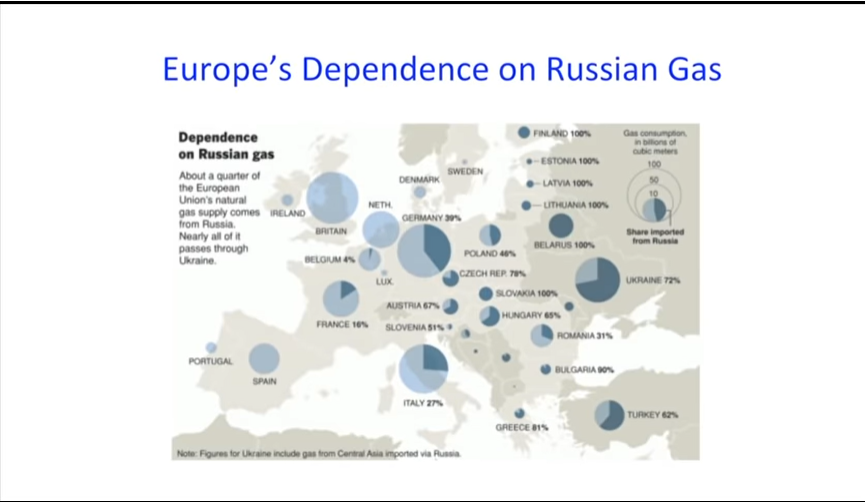 Europe’s Dependence on Russian Gas
Dependence
on Russian gas
About a quarter of
the European
Union's natural
gas supply comes
from Russia.
Nearly all of it
passes through
Ukraine.
FINLAND 100%
Gas consumption,
in billions of
cubic meters
100
50
10
Share imported
from Russia
ESTONIA 100%
SWEDEN
DENMARK
LATVIA 100%
LITHUANIA 100%
IRELAND
NETH.
GERMANY 39%
BRITAIN
BELARUS 100%
POLAND 48%
BELGIUM 4%
CZECH REP. 78%
UKRAINE 72%
LUX.
SLOVAKIA 100%
AUSTRIA 67%
HUNGARY 65%
FRANCE 16%
SLOVENIA 51%
ROMANIA 31%
PORTUGAL
BULGARIA 90%
SPAIN
ITALY 27%
TURKEY 62%
GREECE 81%
Note: Figures for Ukraine include gas from Central Asia imported via Russia.